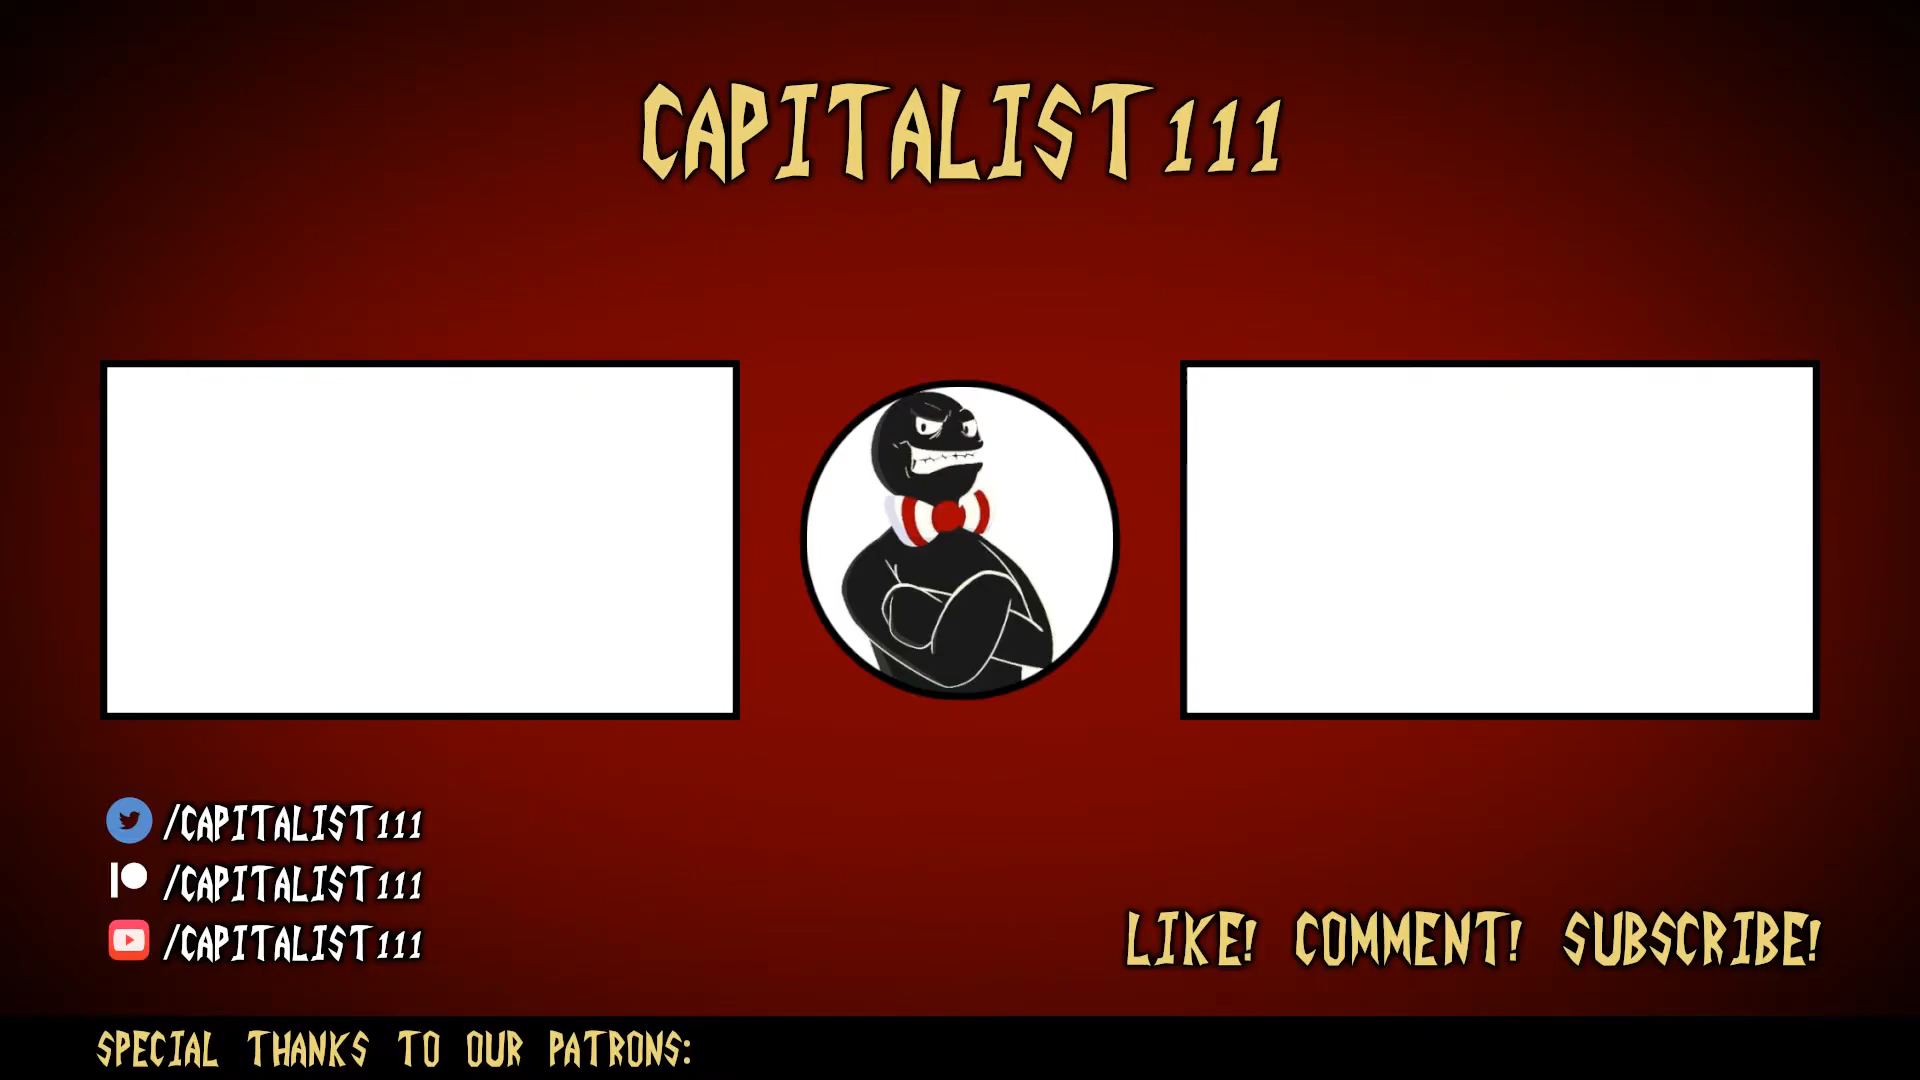 CAPITALIST111
/CAPITALIST111
/CAPITALIST111
/CAPITALIST111
LIKE! COMMENT! SUBSCRIBE!
SPECIAL THANKS TO OUR PATRONS: